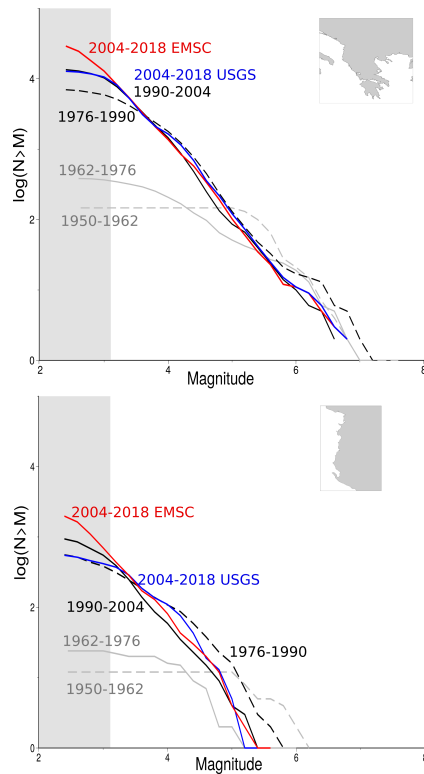 2004-2018 EMSC
4
2004-2018 USGS
1990-2004
1976-1990
log(N>M)
1962-1976
2
1950-1962
0
2
4
6
8
Magnitude
4
2004-2018 EMSC
log(N>M)
2004-2018 USGS
2
1990-2004
1962-1976
1976-1990
1950-1962
0
2
4
6
8
Magnitude